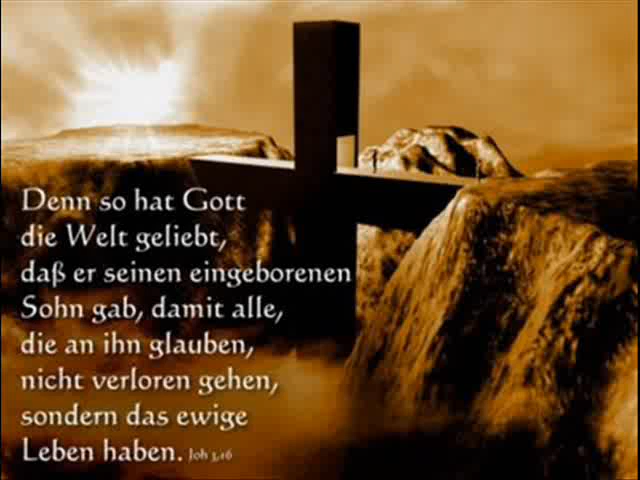 Denn so hat Gott
die Welt geliebt,
daß er seinen eingeborenen
Sohn gab, damit alle,
die an ihn glauben,
nicht verloren gehen,
sondern das ewige
Leben haben. Joh 3,16